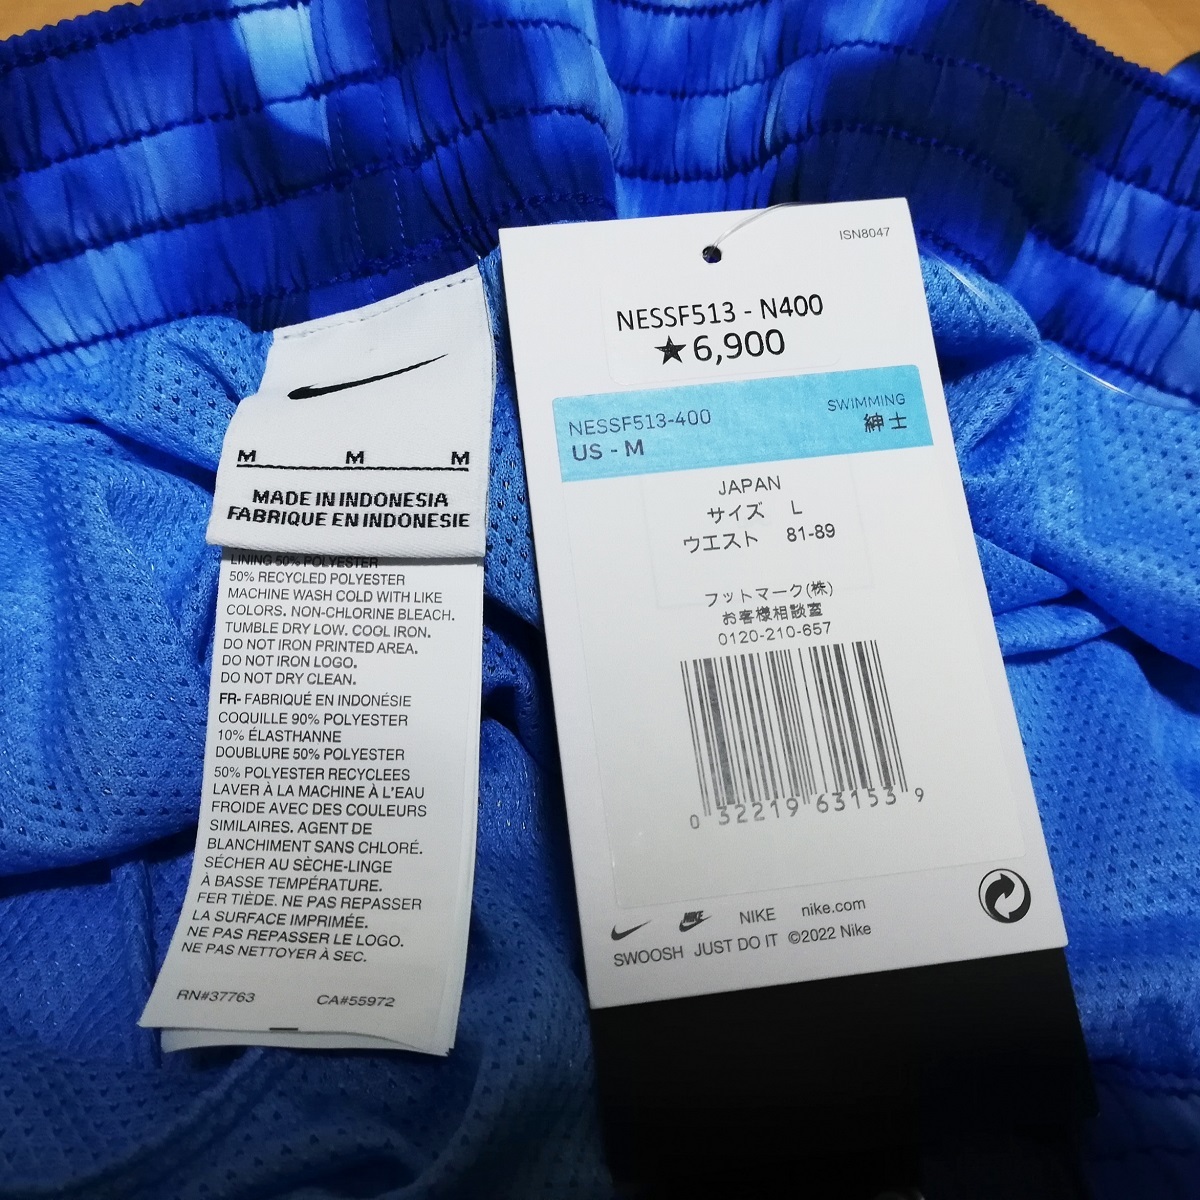 M M M
MADE IN INDONESIA
FABRIQUE EN INDONESIE
LINING 50% POLYESTER
50% RECYCLED POLYESTER
MACHINE WASH COLD WITH LIKE
COLORS. NON-CHLORINE BLEACH.
TUMBLE DRY LOW. COOL IRON.
DO NOT IRON PRINTED AREA.
DO NOT IRON LOGO.
DO NOT DRY CLEAN.
FR- FABRIQUÉ EN INDONÉSIE
COQUILLE 90% POLYESTER
10% ÉLASTHANNE
DOUBLURE 50% POLYESTER
50% POLYESTER RECYCLEES
LAVER À LA MACHINE À L'EAU
FROIDE AVEC DES COULEURS
SIMILAIRES. AGENT DE
BLANCHIMENT SANS CHLORÉ.
SÉCHER AU SÈCHE-LINGE
À BASSE TEMPÉRATURE.
FER TIÈDE. NE PAS REPASSER
LA SURFACE IMPRIMÉE.
NE PAS REPASSER LE LOGO.
NE PAS NETTOYER À SEC.
RN#37763 CA#55972
ISN8047
NESSF513 - N400
★6,900
NESSF513-400 SWIMMING
US - M 紳士
JAPAN
サイズ L
ウエスト 81-89
フットマーク(株)
お客様相談室
0120-210-657
0 32219 63153 9
NIKE NIKE nike.com
SWOOSH JUST DO IT ©2022 Nike